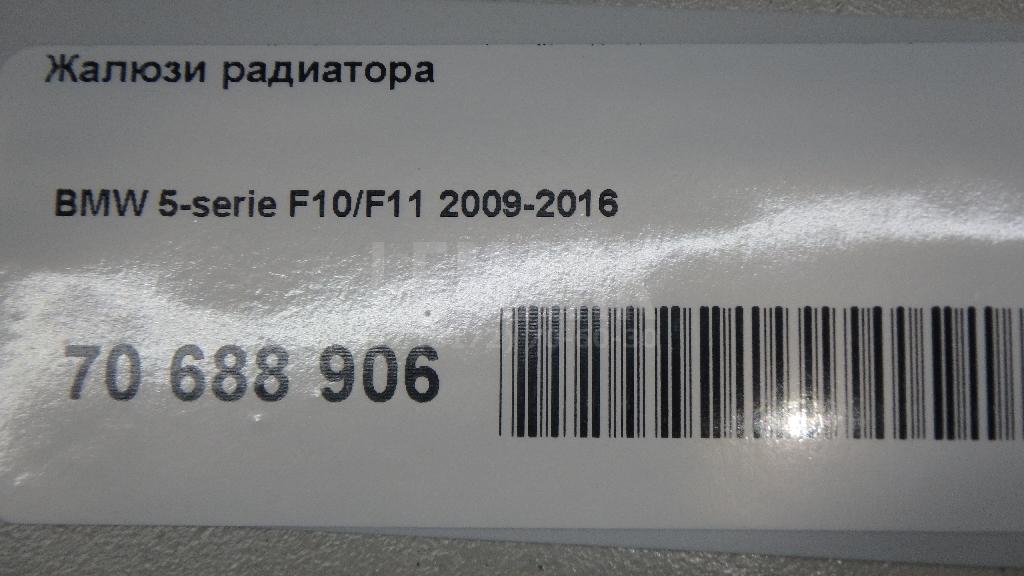 Жалюзи радиатора
BMW 5-serie F10/F11 2009-2016
70 688 906